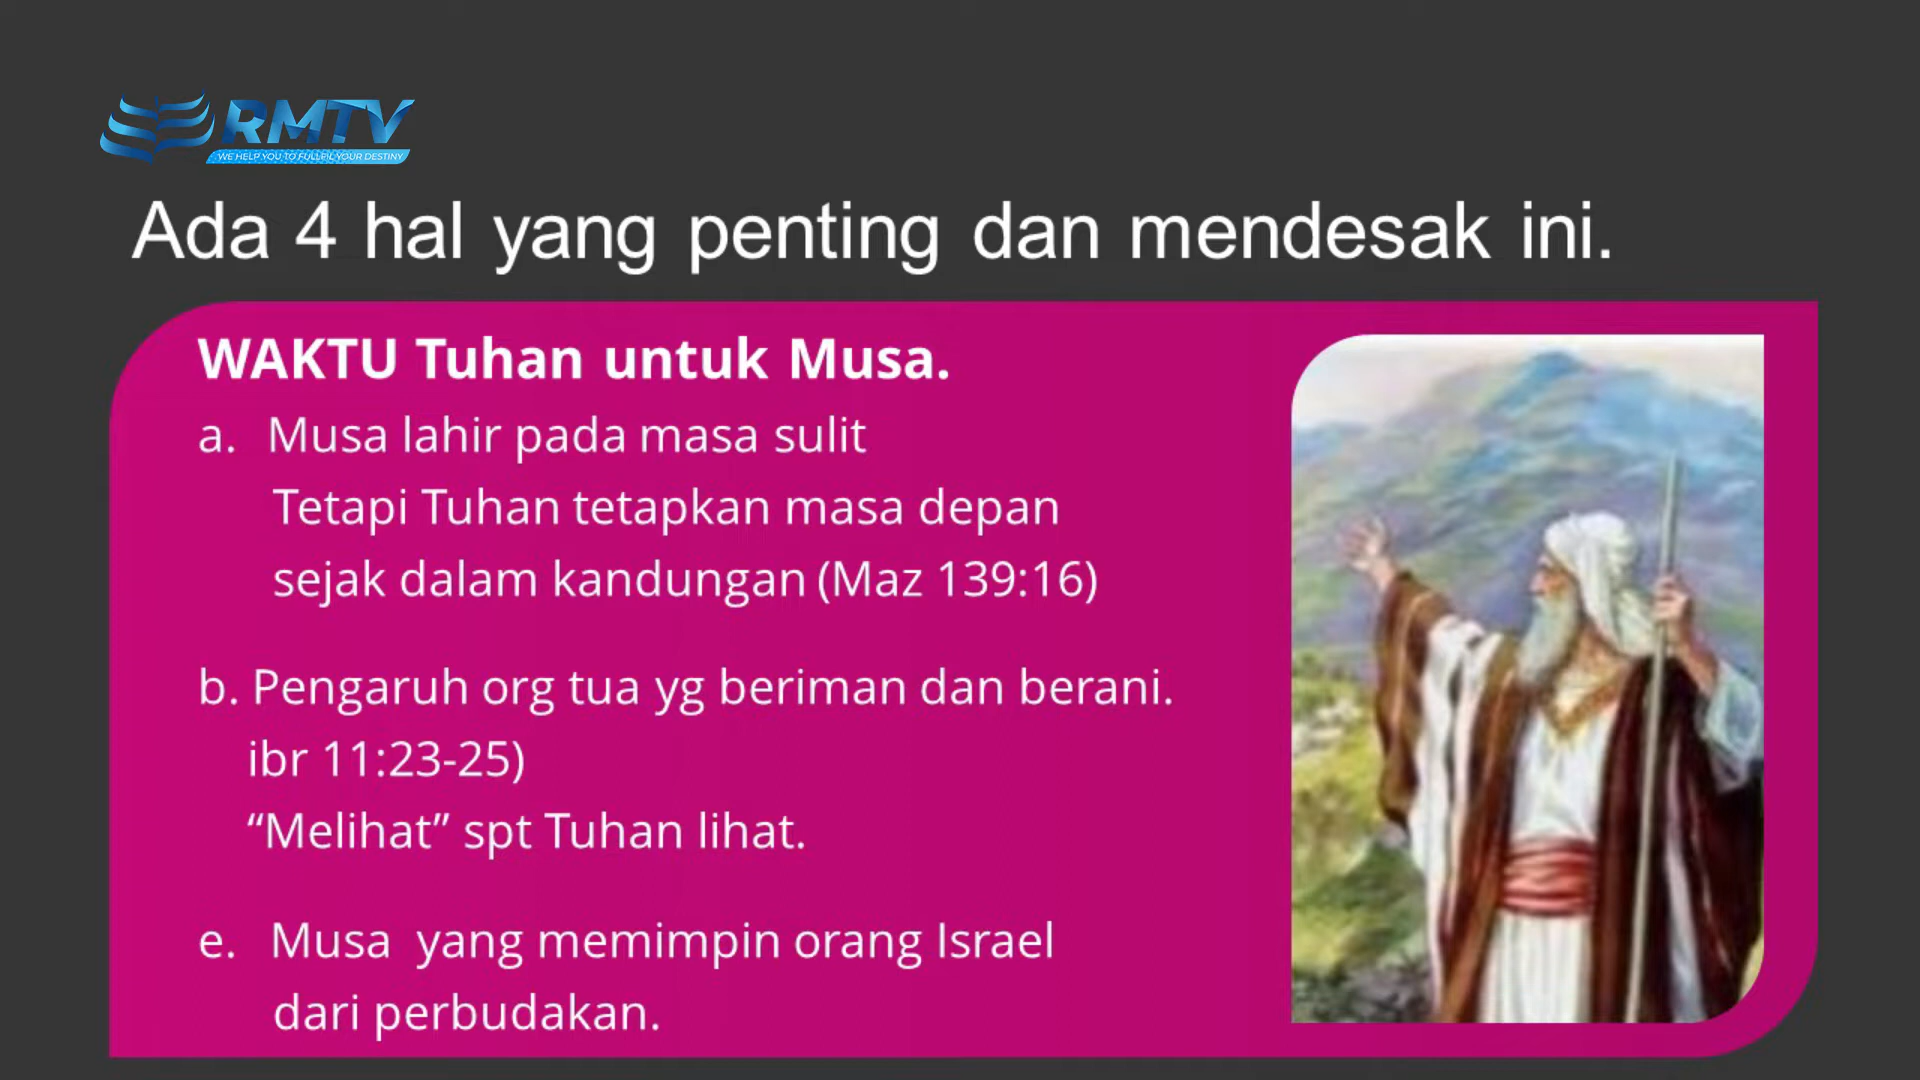 RMTV
WE HELP YOU TO FULLFIL YOUR DESTINY
Ada 4 hal yang penting dan mendesak ini.
WAKTU Tuhan untuk Musa.
a. Musa lahir pada masa sulit
Tetapi Tuhan tetapkan masa depan
sejak dalam kandungan (Maz 139:16)
b. Pengaruh org tua yg beriman dan berani.
ibr 11:23-25)
“Melihat” spt Tuhan lihat.
e. Musa yang memimpin orang Israel
dari perbudakan.